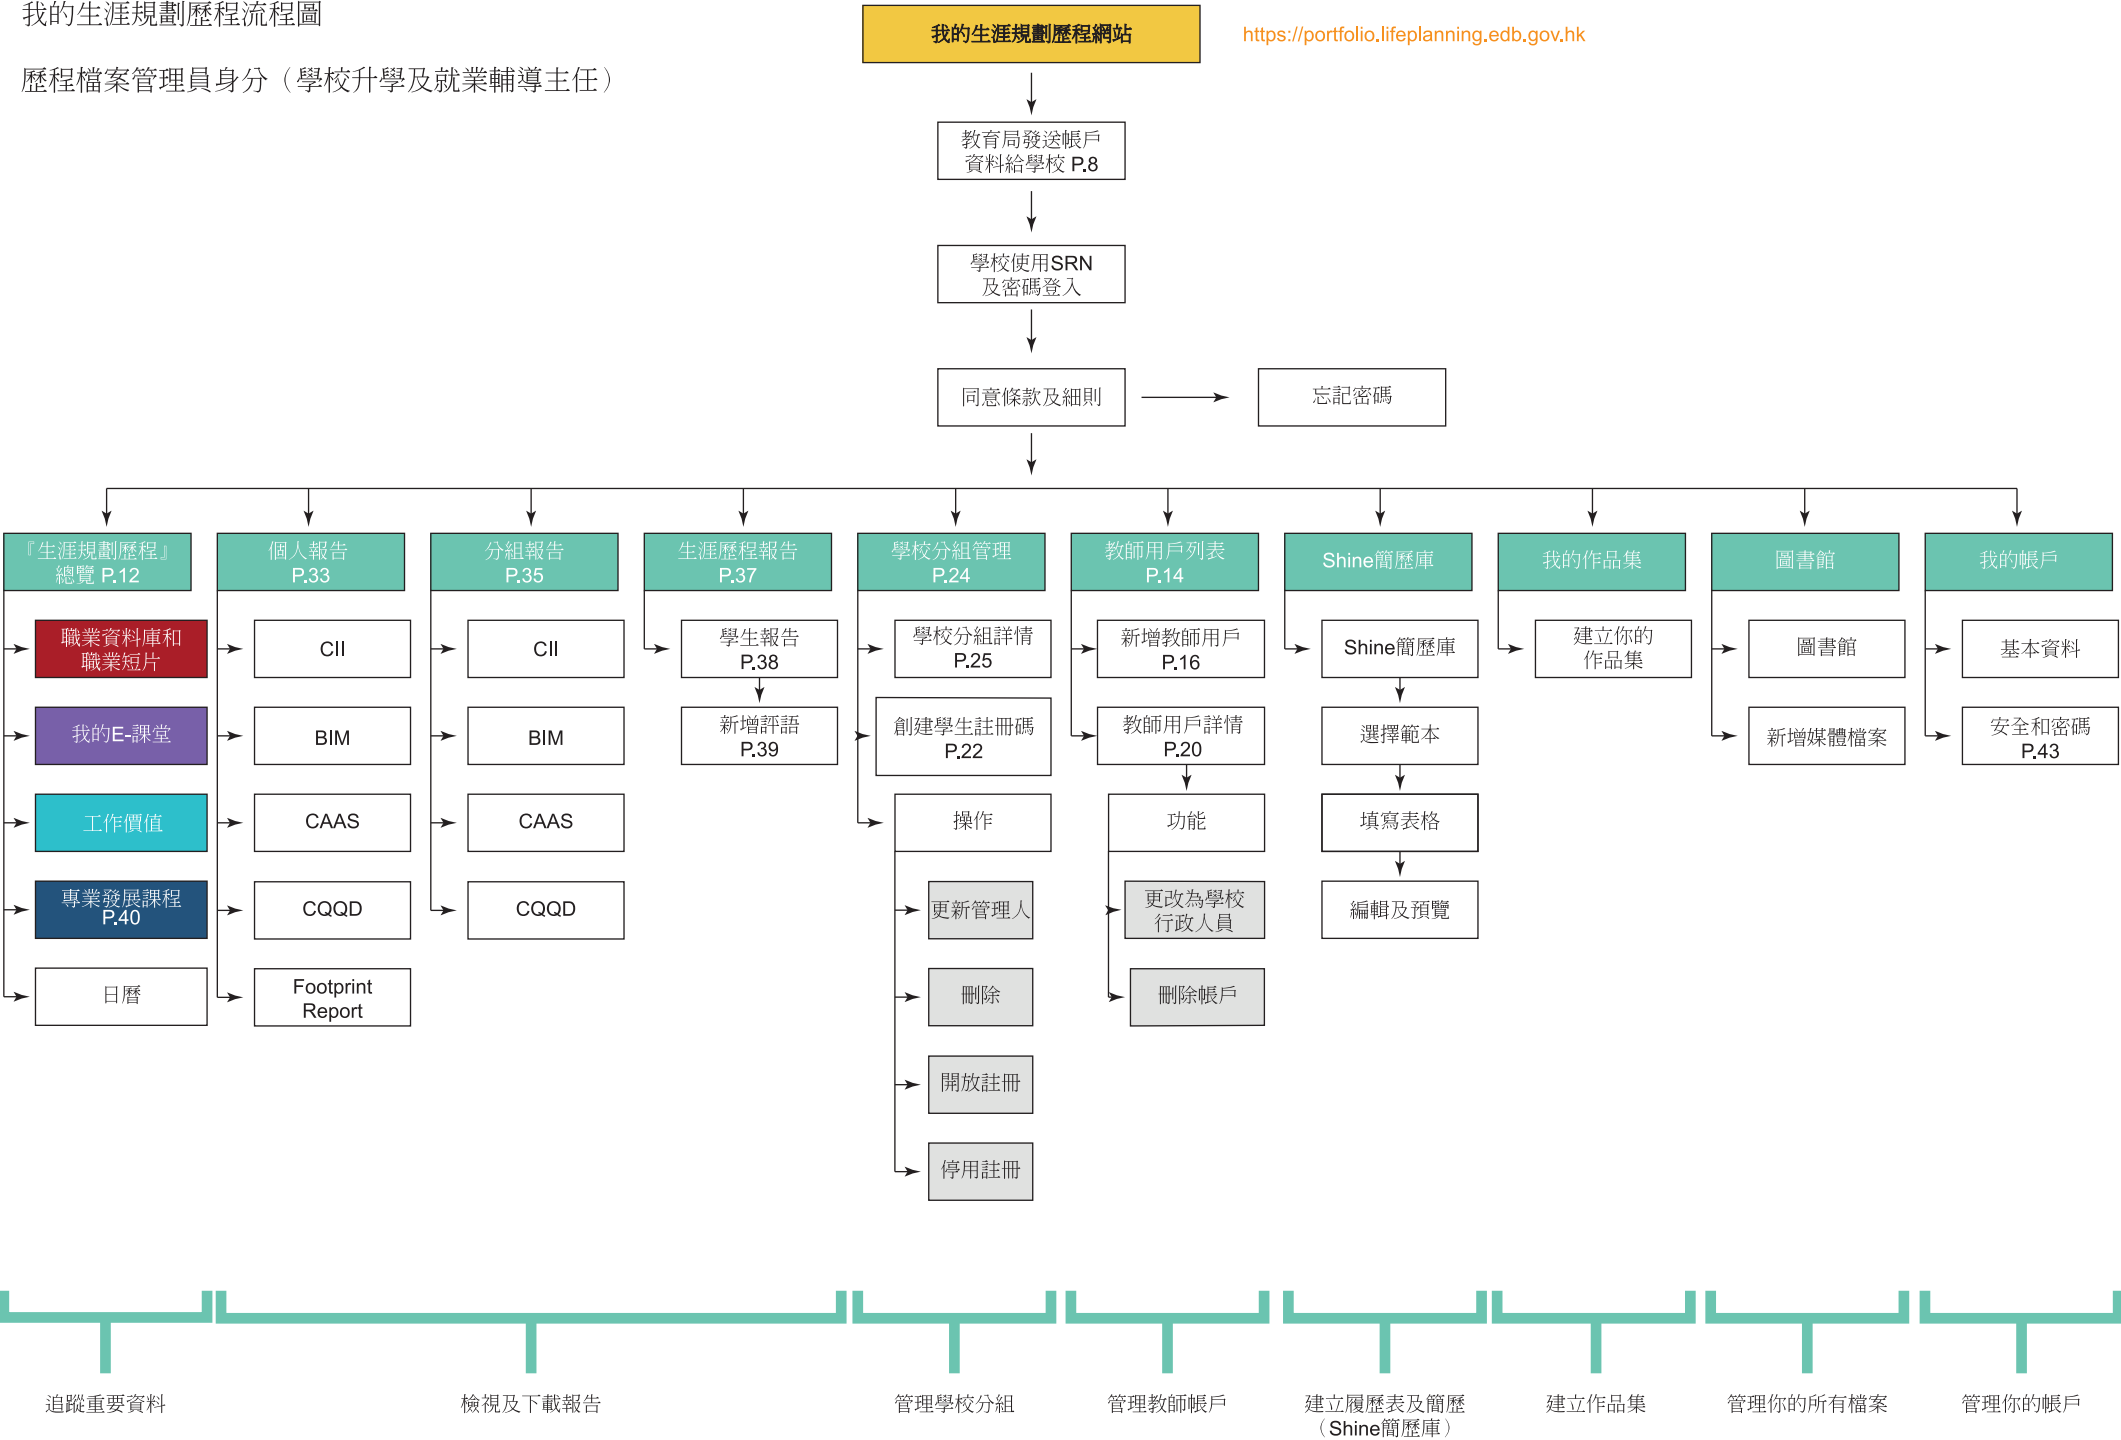 我的生涯規劃歷程流程圖
歷程檔案管理員身分（學校升學及就業輔導主任）
我的生涯規劃歷程網站
https://portfolio.lifeplanning.edb.gov.hk
教育局發送帳戶
資料給學校 P.8
學校使用SRN
及密碼登入
同意條款及細則
忘記密碼
『生涯規劃歷程』
總覽 P.12
職業資料庫和
職業短片
我的E-課堂
工作價值
專業發展課程
P.40
日曆
個人報告
P.33
CII
BIM
CAAS
CQQD
Footprint
Report
分組報告
P.35
CII
BIM
CAAS
CQQD
生涯歷程報告
P.37
學生報告
P.38
新增評語
P.39
學校分組管理
P.24
學校分組詳情
P.25
創建學生註冊碼
P.22
操作
更新管理人
刪除
開放註冊
停用註冊
教師用戶列表
P.14
新增教師用戶
P.16
教師用戶詳情
P.20
功能
更改為學校
行政人員
刪除帳戶
Shine簡歷庫
Shine簡歷庫
選擇範本
填寫表格
編輯及預覽
我的作品集
建立你的
作品集
圖書館
圖書館
新增媒體檔案
我的帳戶
基本資料
安全和密碼
P.43
追蹤重要資料
檢視及下載報告
管理學校分組
管理教師帳戶
建立履歷表及簡歷
（Shine簡歷庫）
建立作品集
管理你的所有檔案
管理你的帳戶